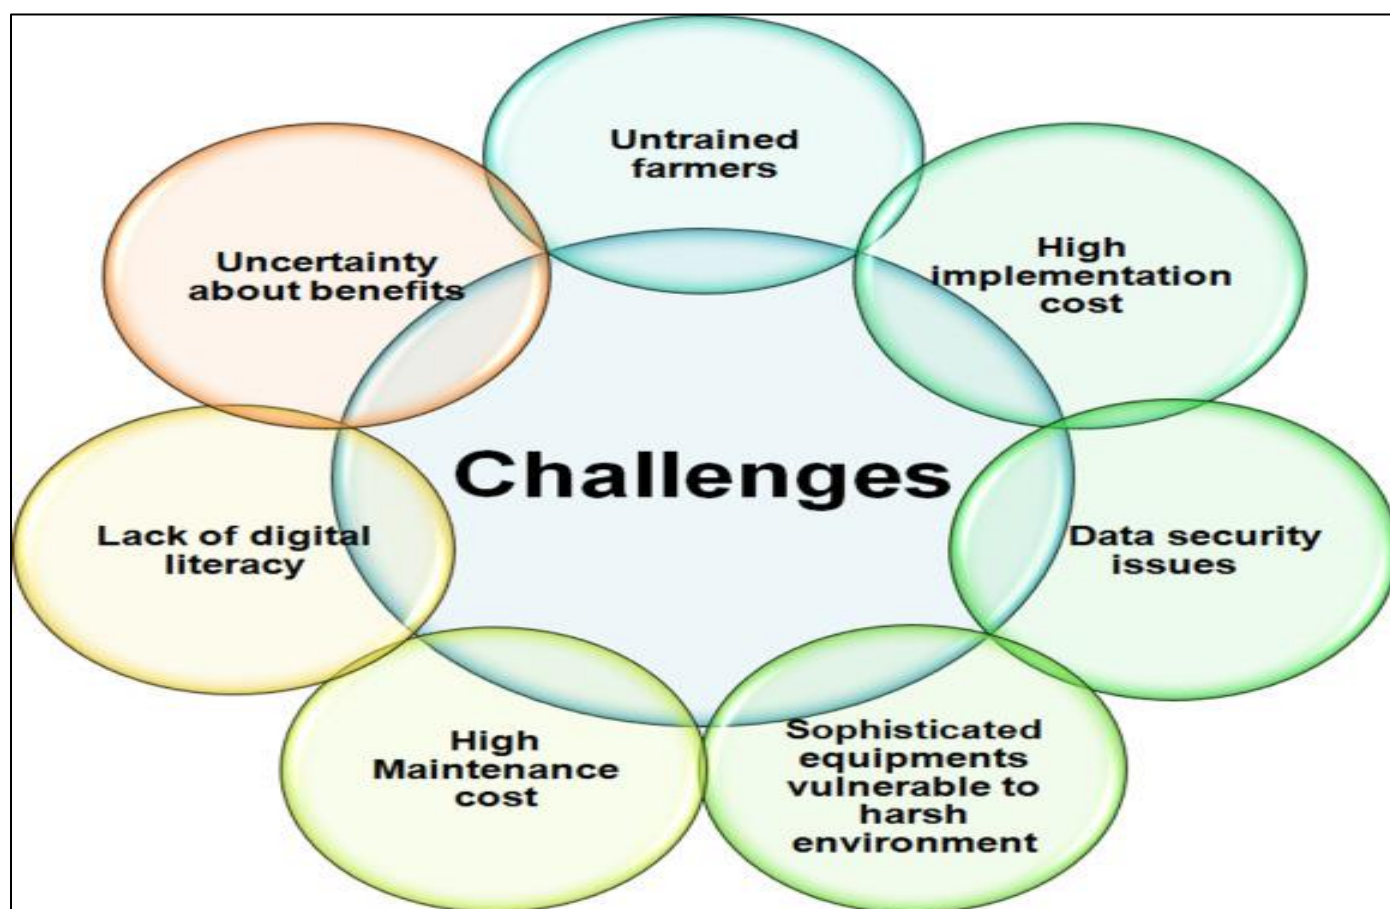 Untrained
farmers
High
implementation
cost
Data security
issues
Sophisticated
equipments
vulnerable to
harsh
environment
High
Maintenance
cost
Lack of digital
literacy
Uncertainty
about benefits
Challenges